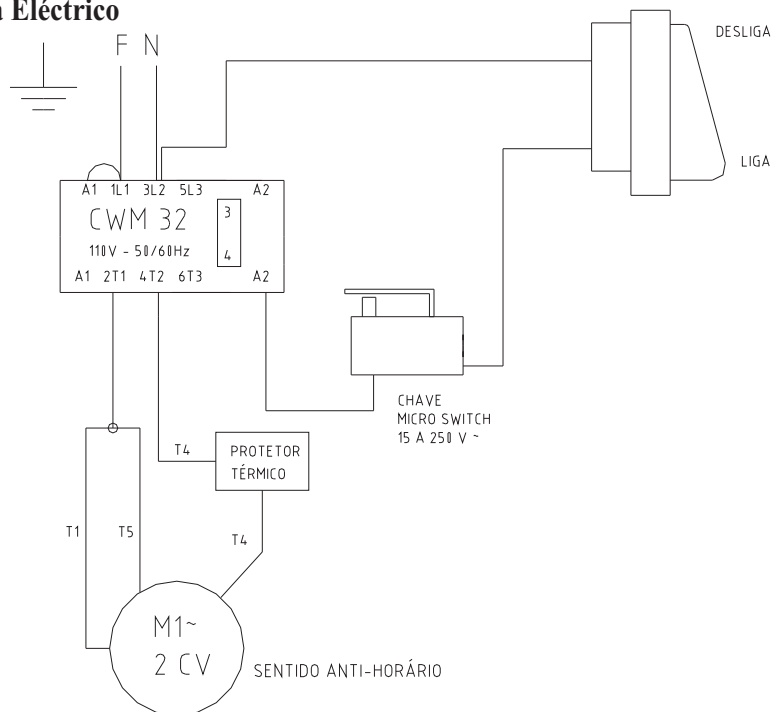 a Eléctrico
F N
DESLIGA
LIGA
A1 1L1 3L2 5L3 A2
CWM 32
3
110V - 50/60Hz
4
A1 2T1 4T2 6T3 A2
CHAVE
MICRO SWITCH
15 A 250 V ~
T4
PROTETOR
TÉRMICO
T1 T5
T4
M1~
2 CV
SENTIDO ANTI-HORÁRIO